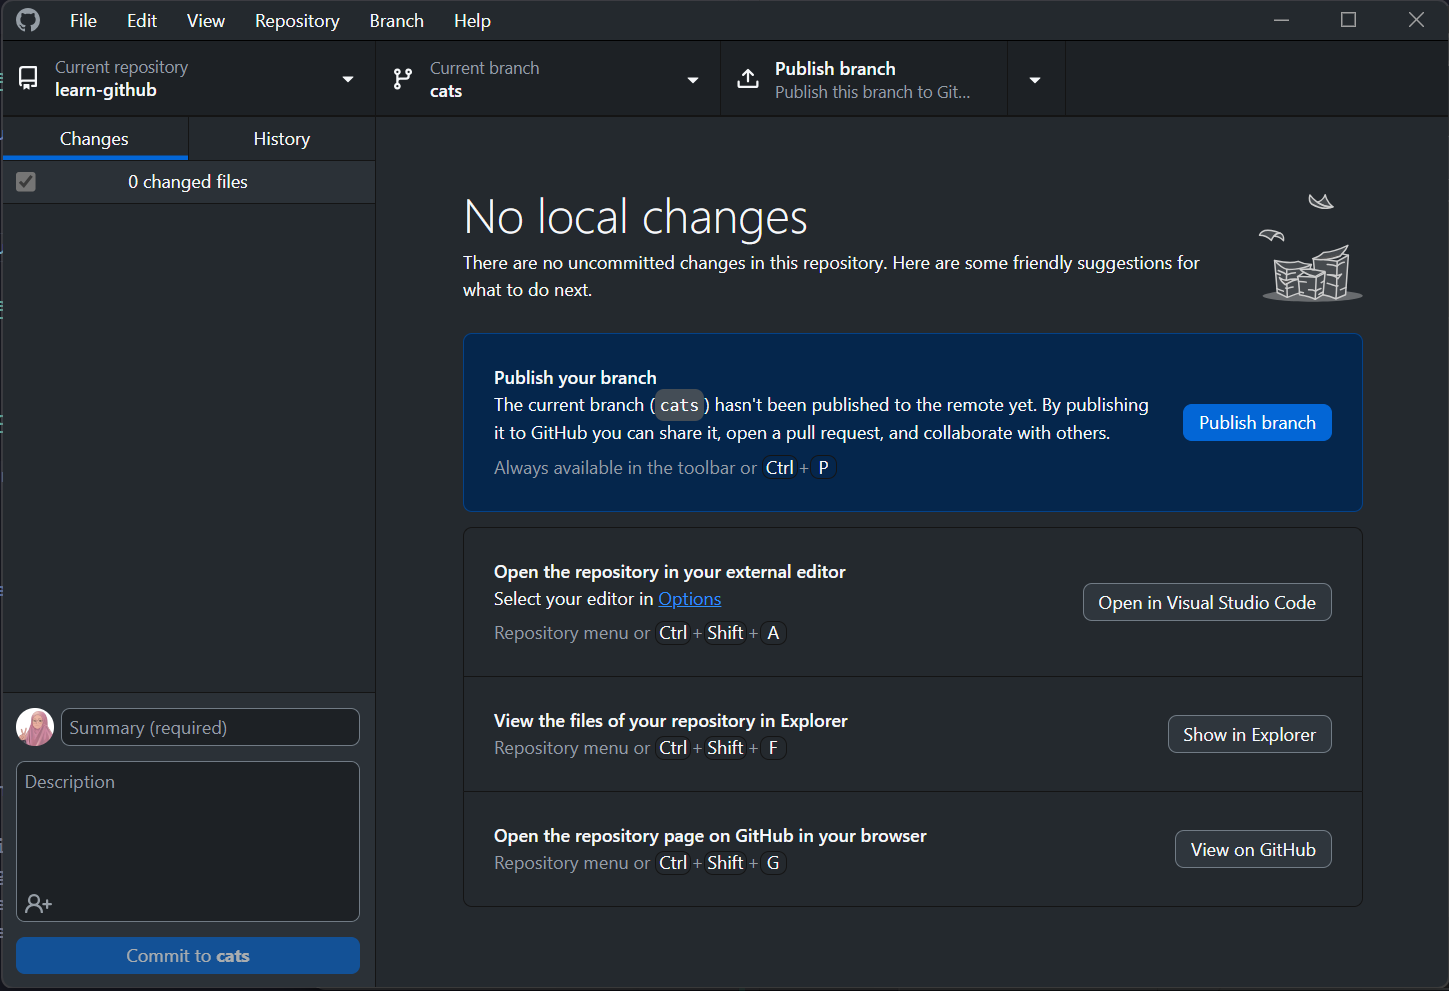 File Edit View Repository Branch Help
Current repository
learn-github
Current branch
cats
Publish branch
Publish this branch to Git...
Changes
History
0 changed files
No local changes
There are no uncommitted changes in this repository. Here are some friendly suggestions for
what to do next.
Publish your branch
The current branch (cats) hasn't been published to the remote yet. By publishing
it to GitHub you can share it, open a pull request, and collaborate with others.
Always available in the toolbar or Ctrl + P
Publish branch
Open the repository in your external editor
Select your editor in Options
Repository menu or Ctrl + Shift + A
Open in Visual Studio Code
View the files of your repository in Explorer
Repository menu or Ctrl + Shift + F
Show in Explorer
Open the repository page on GitHub in your browser
Repository menu or Ctrl + Shift + G
View on GitHub
Summary (required)
Description
Commit to cats